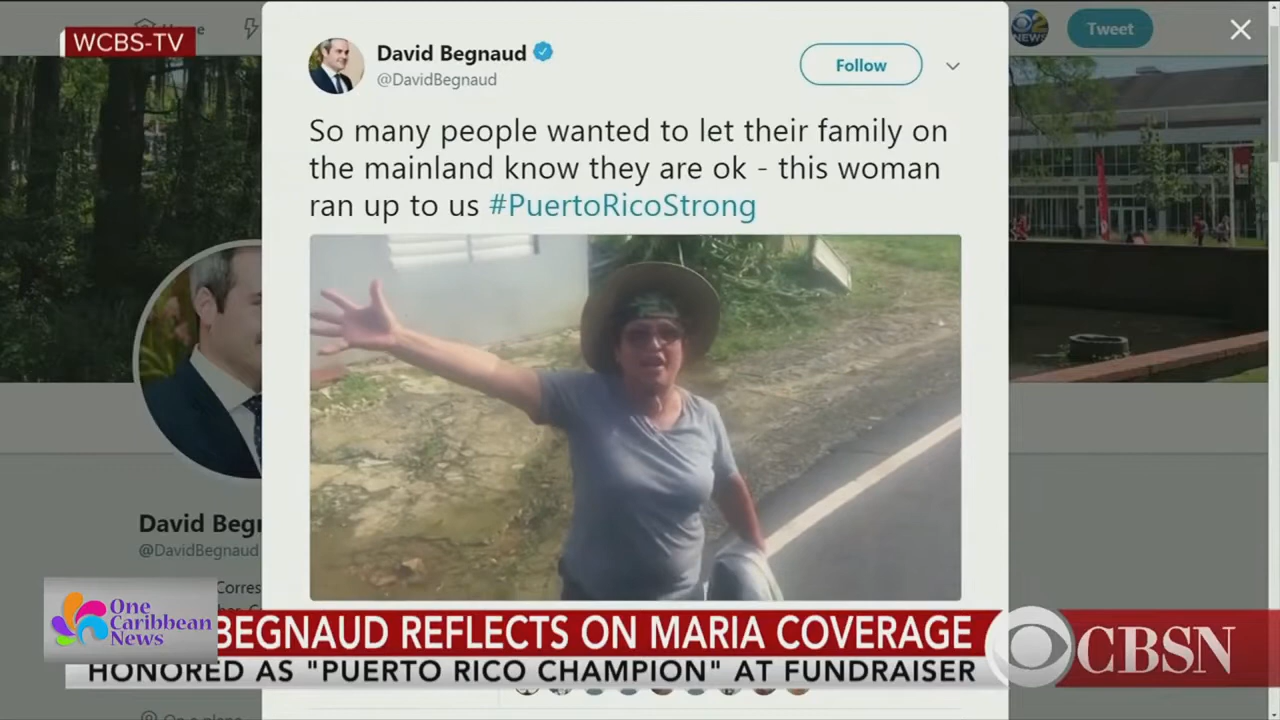 WCBS-TV
NEWS
Tweet
David Begnaud
@DavidBegnaud
Follow
So many people wanted to let their family on
the mainland know they are ok - this woman
ran up to us #PuertoRicoStrong
David Begn
@DavidBegnaud
Corres
One
Caribbean
News
BEGNAUD REFLECTS ON MARIA COVERAGE
HONORED AS "PUERTO RICO CHAMPION" AT FUNDRAISER
CBSN